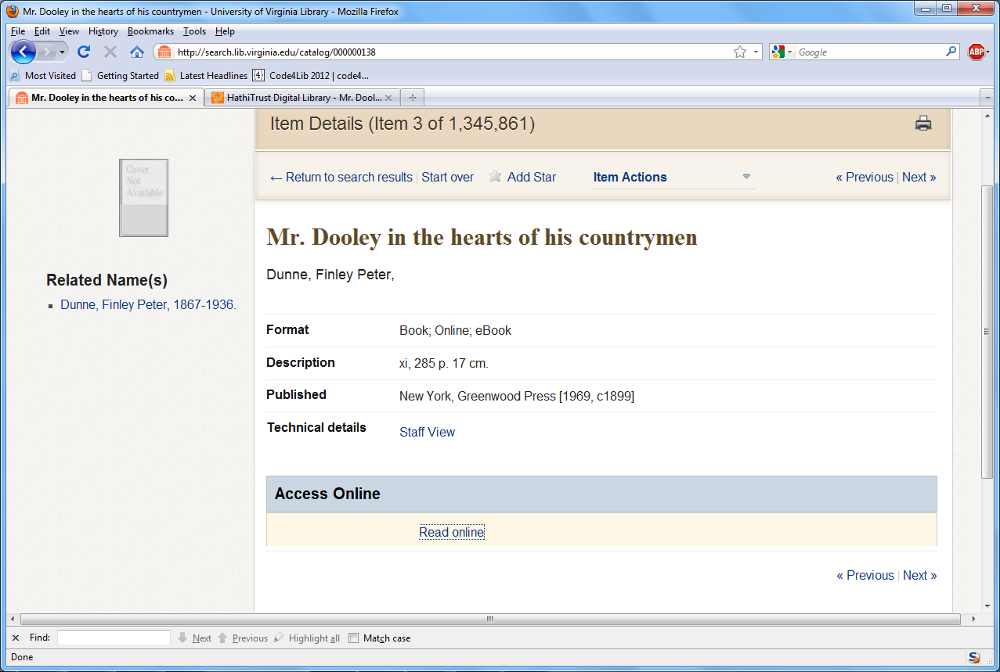 Mr. Dooley in the hearts of his countrymen - University of Virginia Library - Mozilla Firefox
File Edit View History Bookmarks Tools Help
http://search.lib.virginia.edu/catalog/000000138 Google ABP
Most Visited Getting Started Latest Headlines {4} Code4Lib 2012 | code4...
Mr. Dooley in the hearts of his co... HathiTrust Digital Library - Mr. Dool...
Item Details (Item 3 of 1,345,861)
← Return to search results | Start over Add Star Item Actions « Previous | Next »
Cover
Not
Available
Mr. Dooley in the hearts of his countrymen
Dunne, Finley Peter,
Related Name(s)
Dunne, Finley Peter, 1867-1936.
Format Book; Online; eBook
Description xi, 285 p. 17 cm.
Published New York, Greenwood Press [1969, c1899]
Technical details Staff View
Access Online
Read online
« Previous | Next »
Find: Next Previous Highlight all Match case
Done S